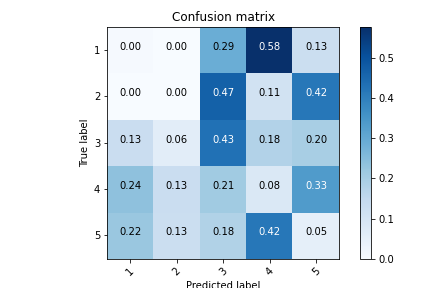 Confusion matrix
1 0.00 0.00 0.29 0.58 0.13
2 0.00 0.00 0.47 0.11 0.42
3 0.13 0.06 0.43 0.18 0.20
4 0.24 0.13 0.21 0.08 0.33
5 0.22 0.13 0.18 0.42 0.05
1 2 3 4 5
True label
Predicted label
0.5
0.4
0.3
0.2
0.1
0.0